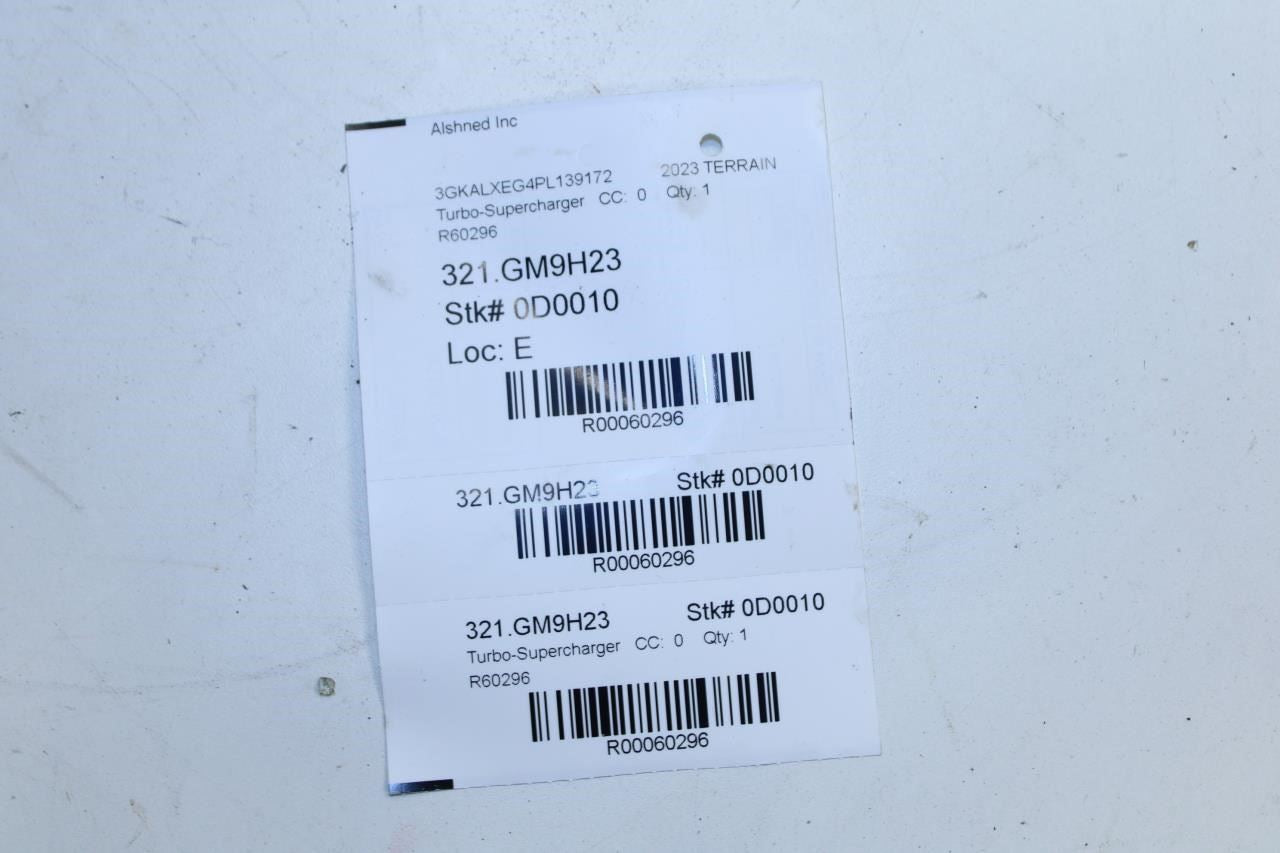 Alshned Inc
3GKALXEG4PL139172 2023 TERRAIN
Turbo-Supercharger CC: 0 Qty: 1
R60296
321.GM9H23
Stk# 0D0010
Loc: E
R00060296
321.GM9H23 Stk# 0D0010
R00060296
321.GM9H23 Stk# 0D0010
Turbo-Supercharger CC: 0 Qty: 1
R60296
R00060296